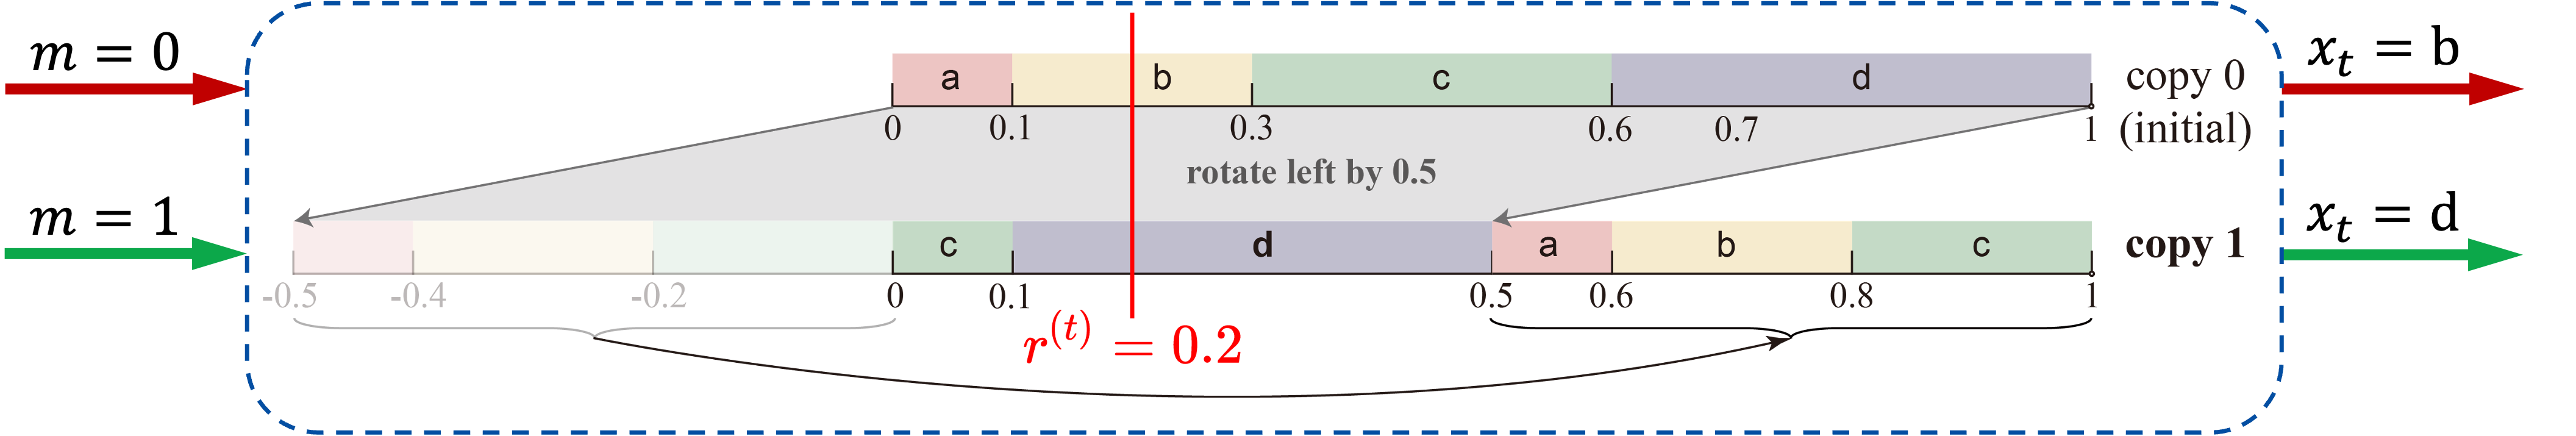 m = 0
a b c d
0 0.1 0.3 0.6 0.7 1
copy 0
(initial)
x_t = b
rotate left by 0.5
m = 1
c d a b c
-0.5 -0.4 -0.2 0 0.1 0.5 0.6 0.8 1
copy 1
x_t = d
r^(t) = 0.2